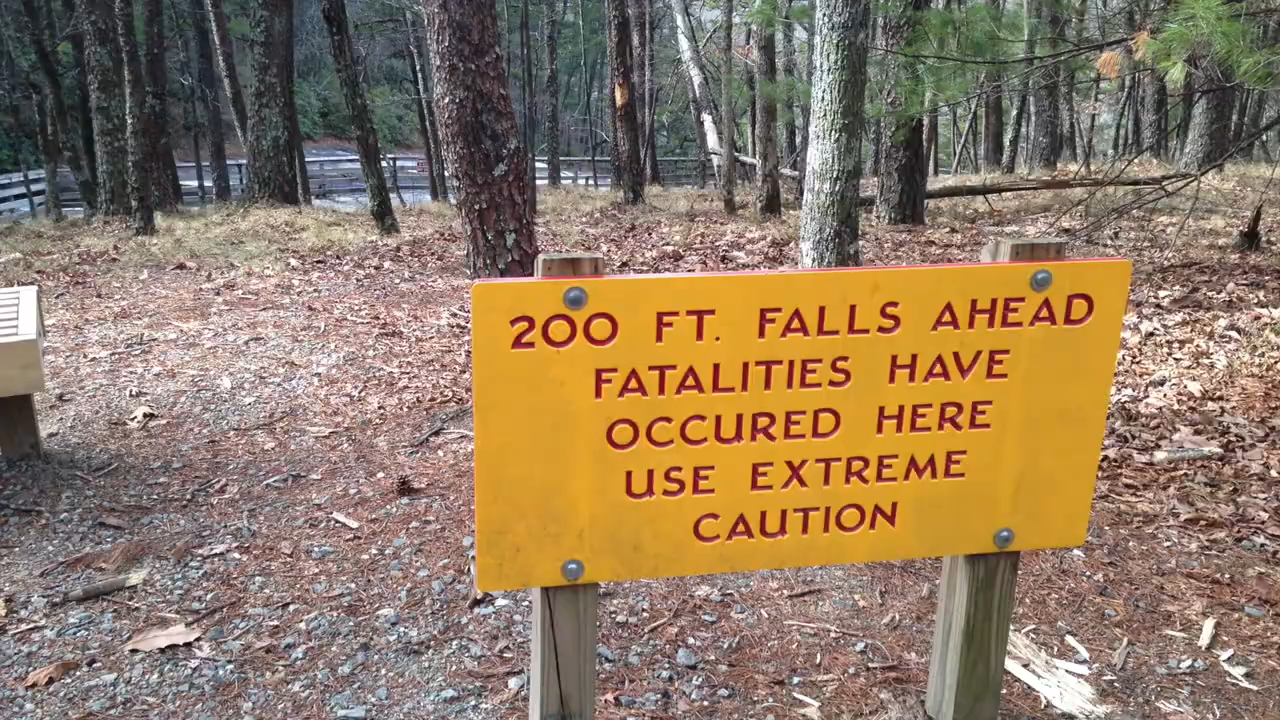 200 FT. FALLS AHEAD
FATALITIES HAVE
OCCURED HERE
USE EXTREME
CAUTION